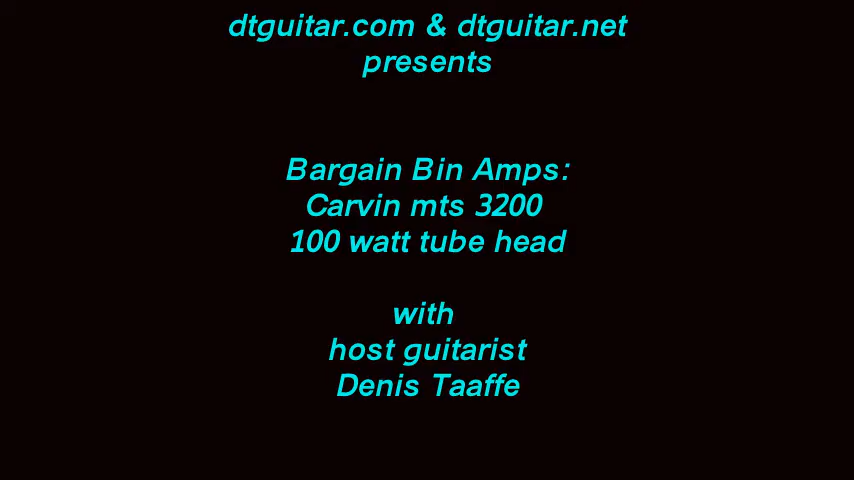 dtguitar.com & dtguitar.net
presents
Bargain Bin Amps:
Carvin mts 3200
100 watt tube head
with
host guitarist
Denis Taaffe